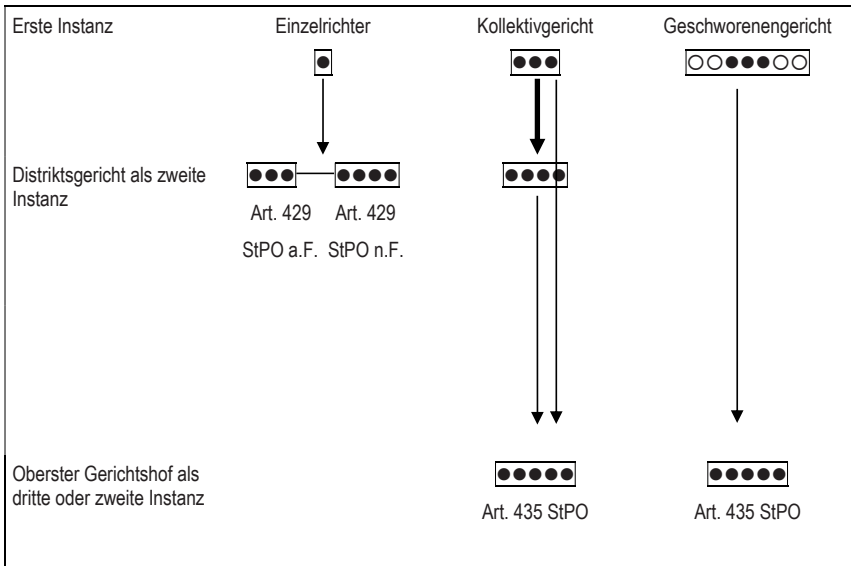 Erste Instanz
Einzelrichter
Kollektivgericht
Geschworenengericht
Distriktsgericht als zweite
Instanz
Art. 429
Art. 429
StPO a.F.
StPO n.F.
Oberster Gerichtshof als
dritte oder zweite Instanz
Art. 435 StPO
Art. 435 StPO